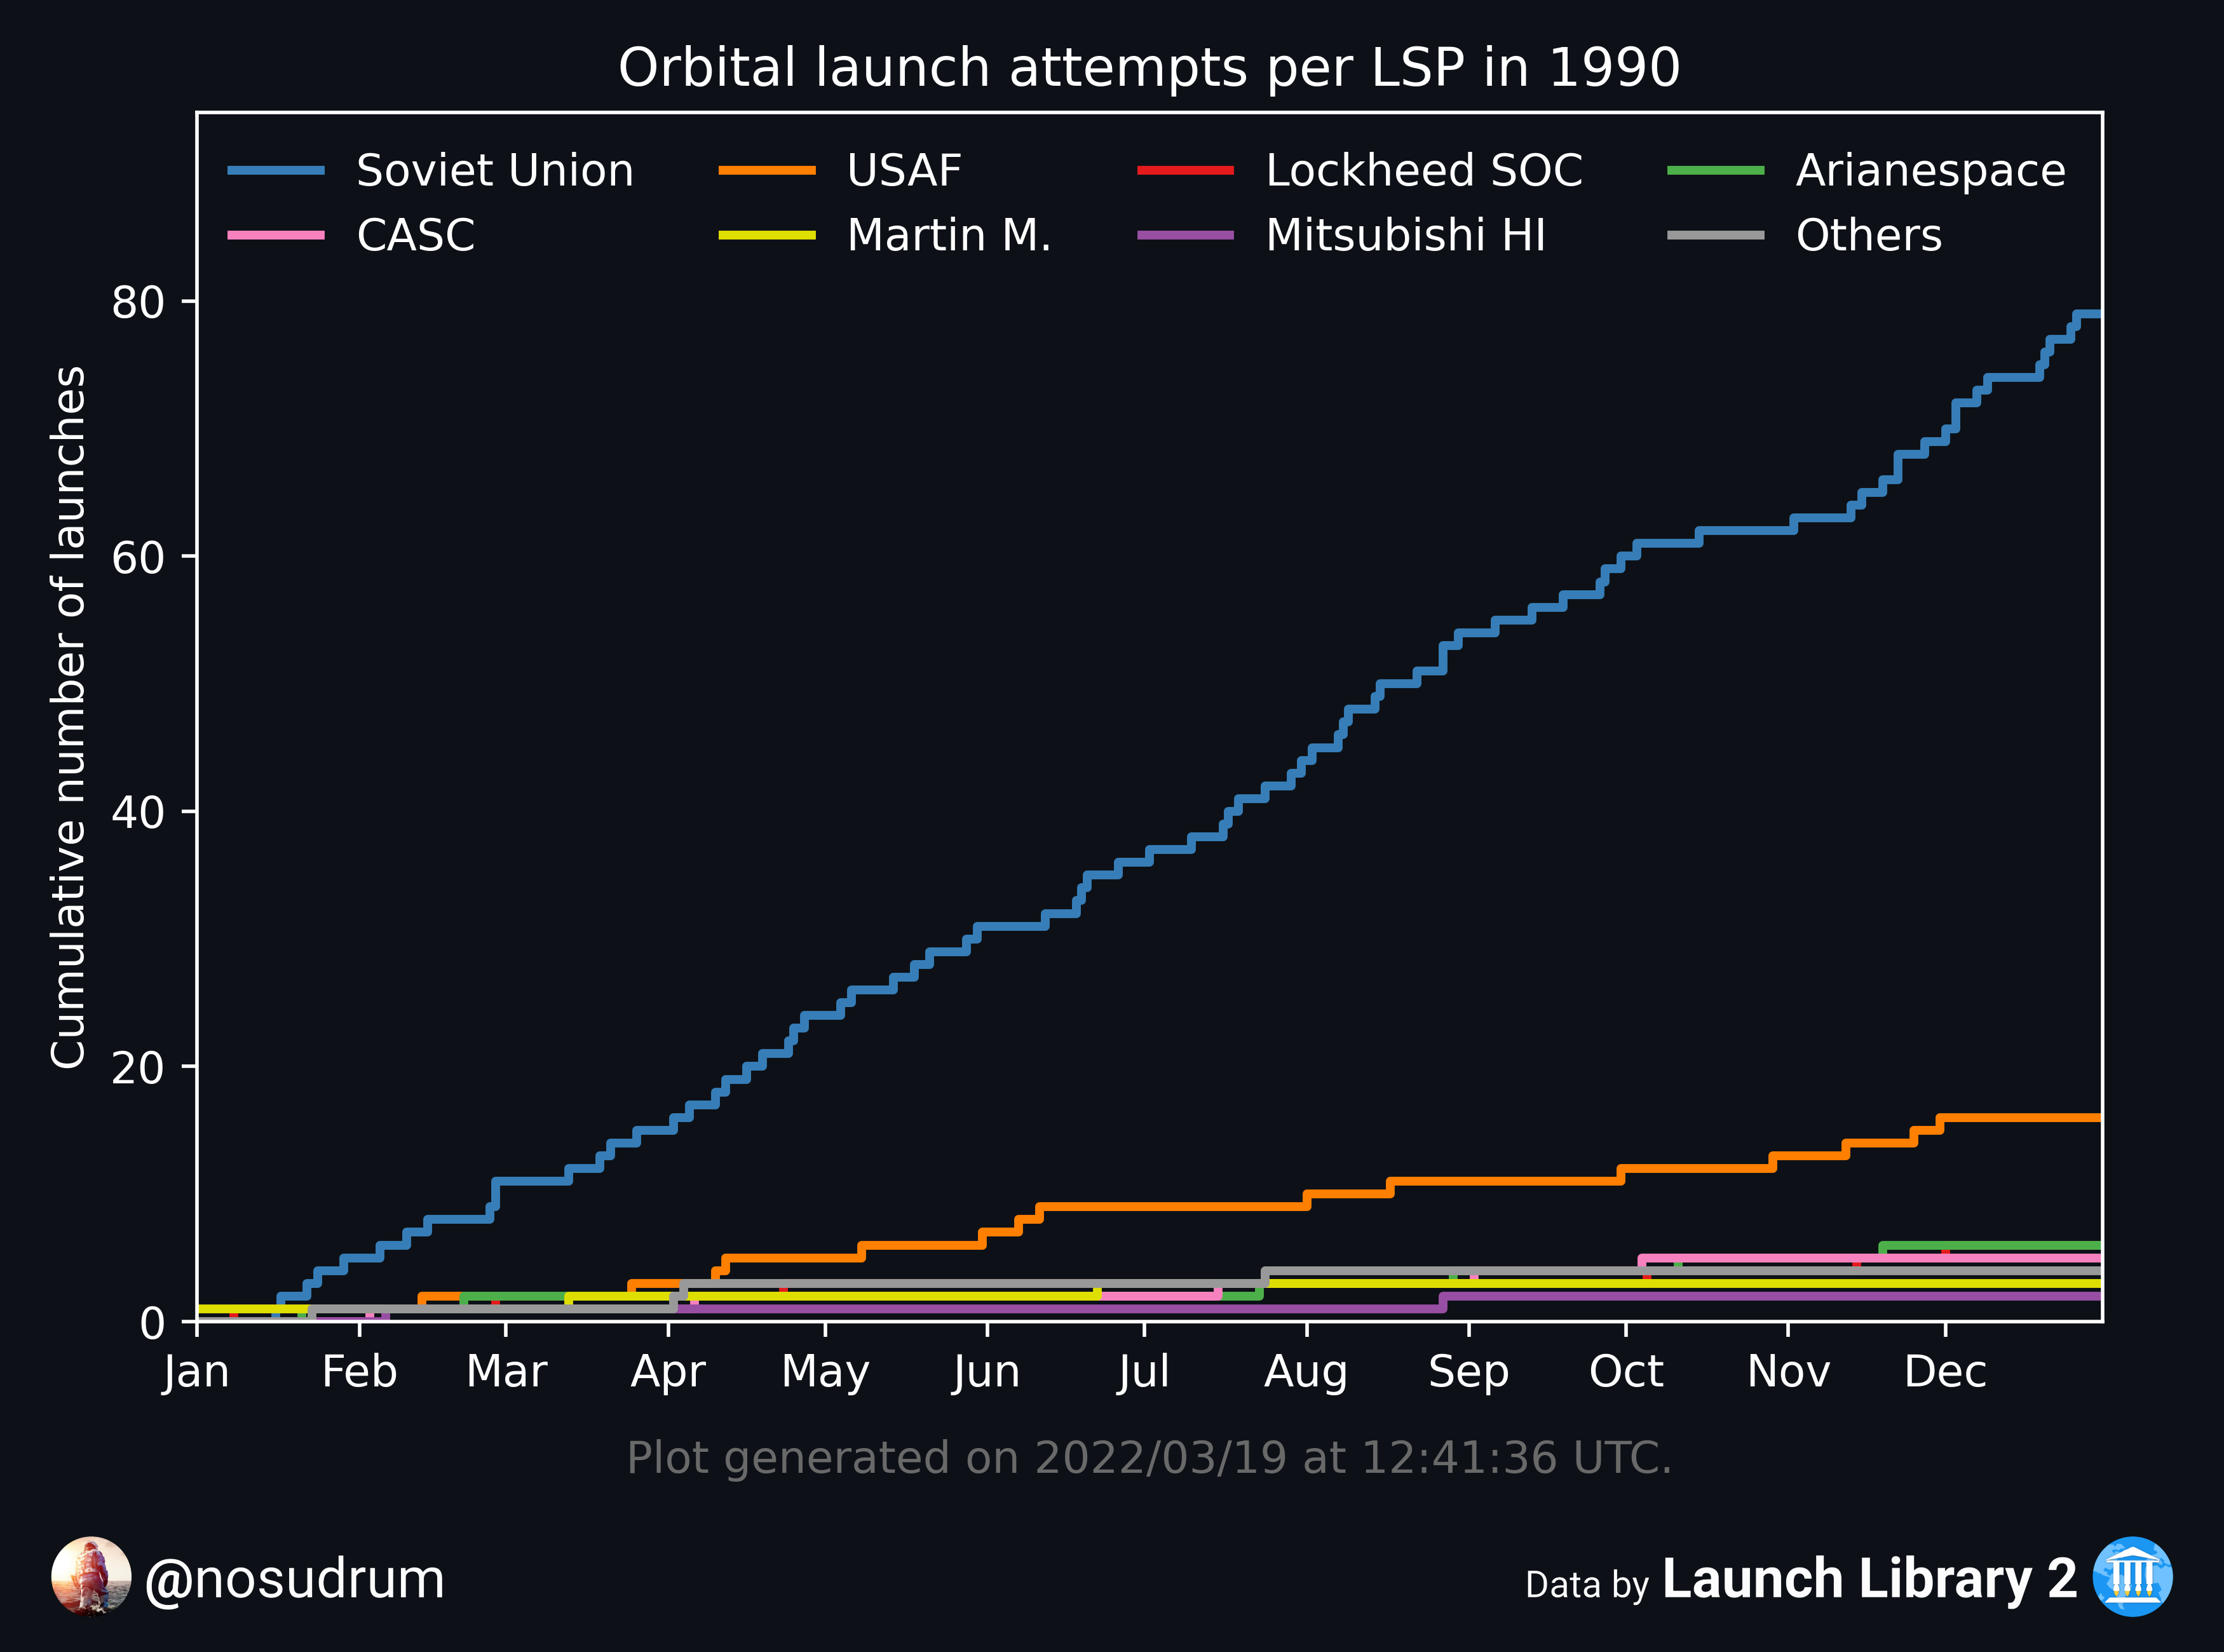 Orbital launch attempts per LSP in 1990
Soviet Union
USAF
Lockheed SOC
Arianespace
CASC
Martin M.
Mitsubishi HI
Others
Cumulative number of launches
80
60
40
20
0
Jan Feb Mar Apr May Jun Jul Aug Sep Oct Nov Dec
Plot generated on 2022/03/19 at 12:41:36 UTC.
@nosudrum
Data by Launch Library 2